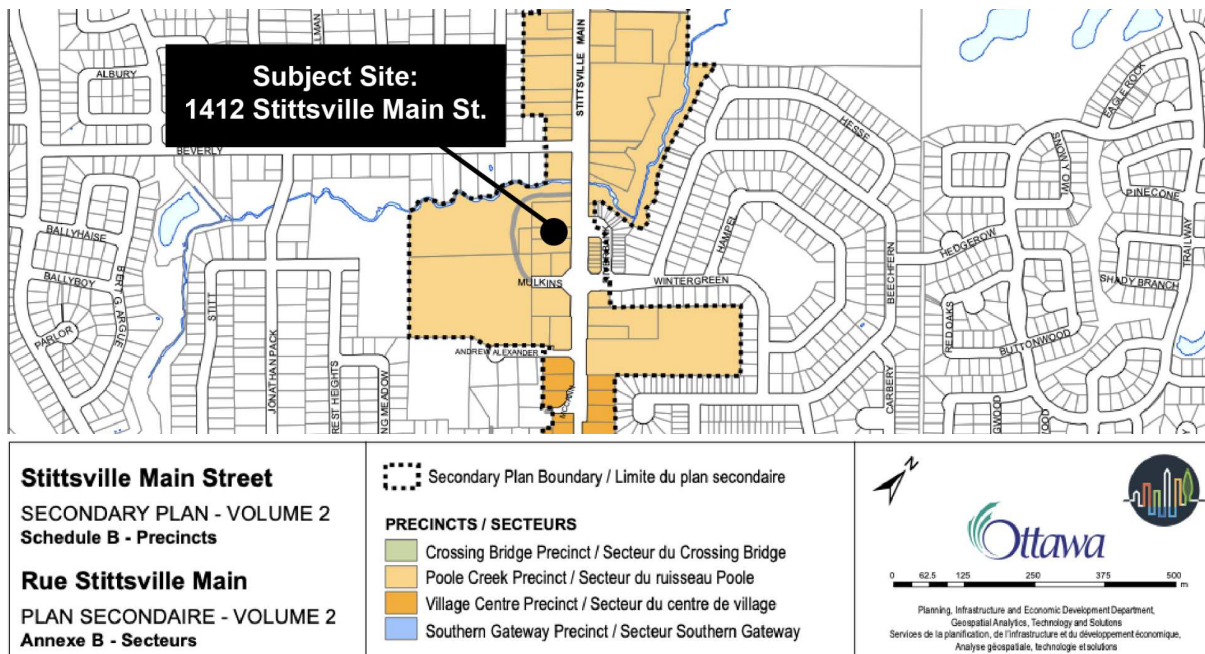 STITTSVILLE MAIN
ALBURY
Subject Site:
1412 Stittsville Main St.
BEVERLY
HESSE
EAGLE ROCK
SNOWY OWL
PINECONE
BALLYHAISE
HAMPEL
HEDGEROW
TRAILWAY
BALLYBOY
BERT G. ARGUE
STITT
MULKINS
WINTERGREEN
BEECHFERN
SHADY BRANCH
PARLOR
RED OAKS
BUTTONWOOD
ANDREW ALEXANDER
JONATHAN PACK
CARBERY
Stittsville Main Street
SECONDARY PLAN - VOLUME 2
Schedule B - Precincts
Rue Stittsville Main
PLAN SECONDAIRE - VOLUME 2
Annexe B - Secteurs
Secondary Plan Boundary / Limite du plan secondaire
PRECINCTS / SECTEURS
Crossing Bridge Precinct / Secteur du Crossing Bridge
Poole Creek Precinct / Secteur du ruisseau Poole
Village Centre Precinct / Secteur du centre de village
Southern Gateway Precinct / Secteur Southern Gateway
N
Ottawa
0 62.5 125 250 375 500
m
Planning, Infrastructure and Economic Development Department,
Geospatial Analytics, Technology and Solutions
Services de la planification, de l'infrastructure et du développement économique,
Analyse géospatiale, technologie et solutions